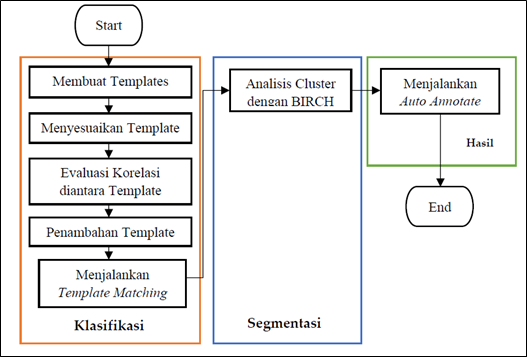 Start
Membuat Templates
Menyesuaikan Template
Evaluasi Korelasi
diantara Template
Penambahan Template
Menjalankan
Template Matching
Klasifikasi
Analisis Cluster
dengan BIRCH
Segmentasi
Menjalankan
Auto Annotate
Hasil
End